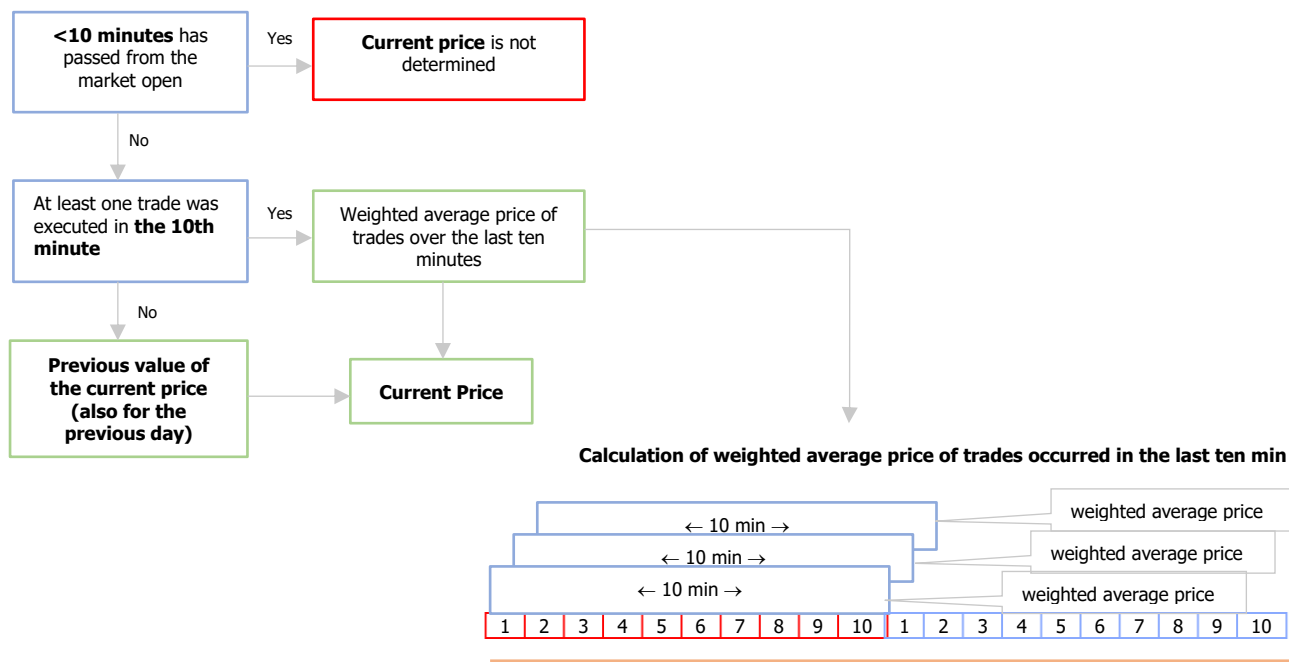 <10 minutes has
passed from the
market open
Yes
Current price is not
determined
No
At least one trade was
executed in the 10th
minute
Yes
Weighted average price of
trades over the last ten
minutes
No
Previous value of
the current price
(also for the
previous day)
Current Price
Calculation of weighted average price of trades occurred in the last ten min
← 10 min →
weighted average price
← 10 min →
weighted average price
← 10 min →
weighted average price
1 2 3 4 5 6 7 8 9 10 1 2 3 4 5 6 7 8 9 10